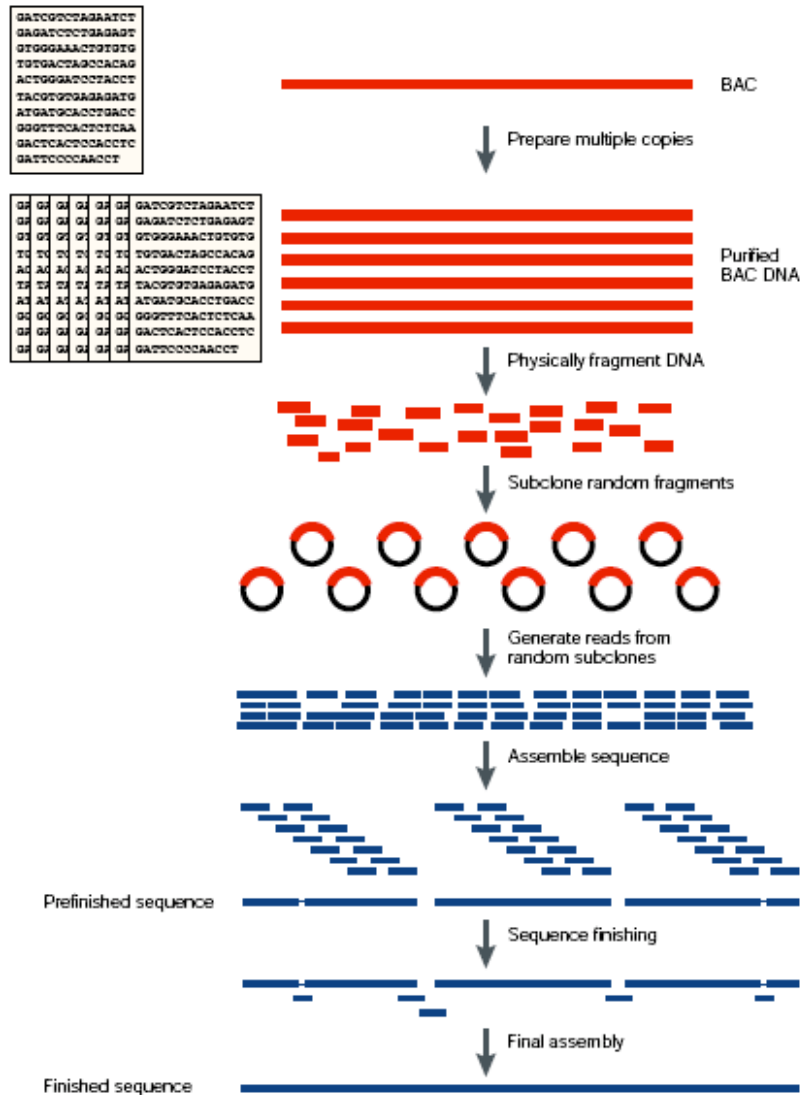 GATCGTCTAGAATCT
GAGATCTCTGAGAGT
GTGGGAAACTGTGTG
TGTGACTAGCCACAG
ACTGGGATCCTACCT
TACGTGTGAGAGATG
ATGATGCACCTGACC
GGGTTTCACTCTCAA
GACTCACTCCACCTC
GATTCCCCAACCT
BAC
Prepare multiple copies
GATCGTCTAGAATCT
GAGATCTCTGAGAGT
GTGGGAAACTGTGTG
TGTGACTAGCCACAG
ACTGGGATCCTACCT
TACGTGTGAGAGATG
ATGATGCACCTGACC
GGGTTTCACTCTCAA
GACTCACTCCACCTC
GATTCCCCAACCT
Purified
BAC DNA
Physically fragment DNA
Subclone random fragments
Generate reads from
random subclones
Assemble sequence
Prefinished sequence
Sequence finishing
Final assembly
Finished sequence